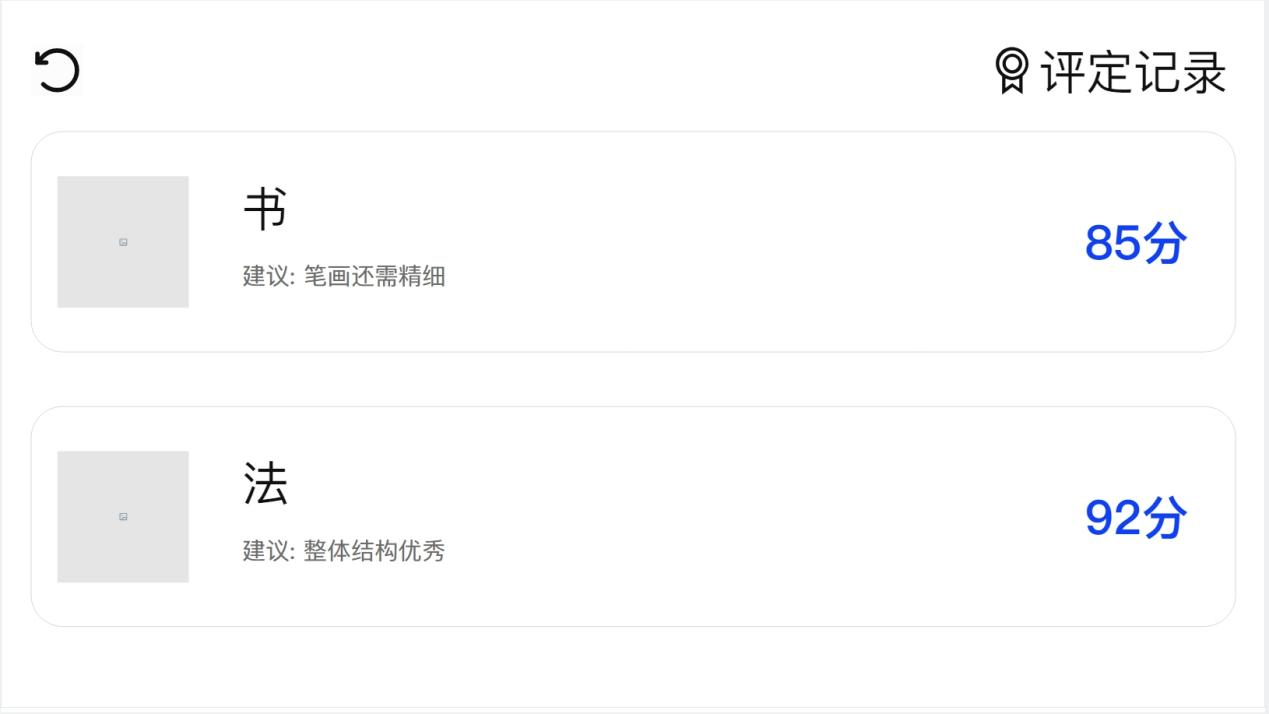 评定记录
书
建议: 笔画还需精细
85分
法
建议: 整体结构优秀
92分